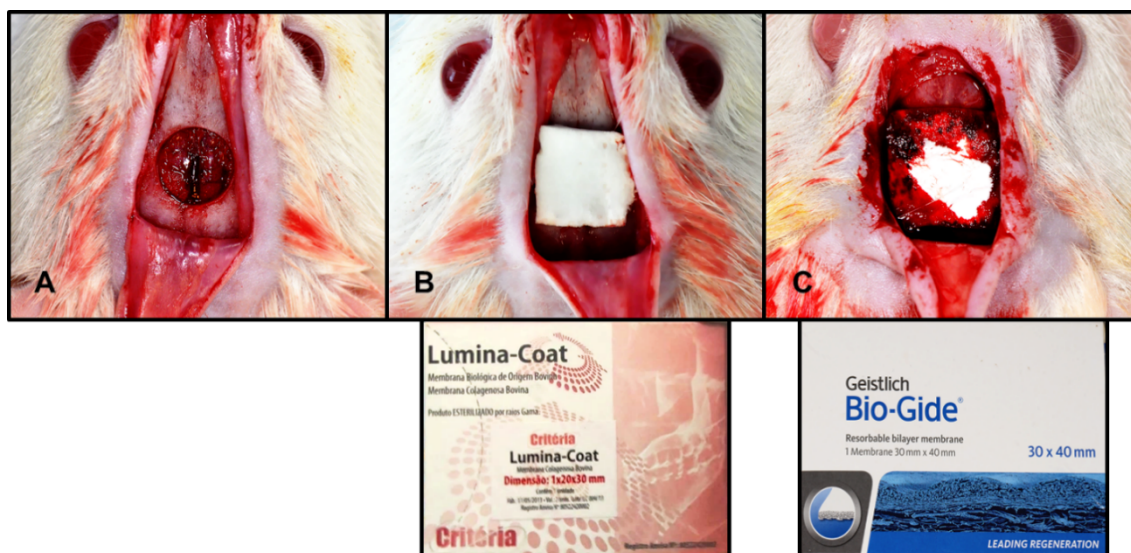 A
B
C
Lumina-Coat
Membrana Biológica de Origem Bovina
Membrana Colagenosa Bovina
Produto ESTERILIZADO por raios Gama
Critéria
Lumina-Coat
Membrana Colagenosa Bovina
Dimensão: 1x20x30 mm
Critéria
Geistlich
Bio-Gide®
Resorbable bilayer membrane
1 Membrane 30 mm x 40 mm
30 x 40 mm
LEADING REGENERATION